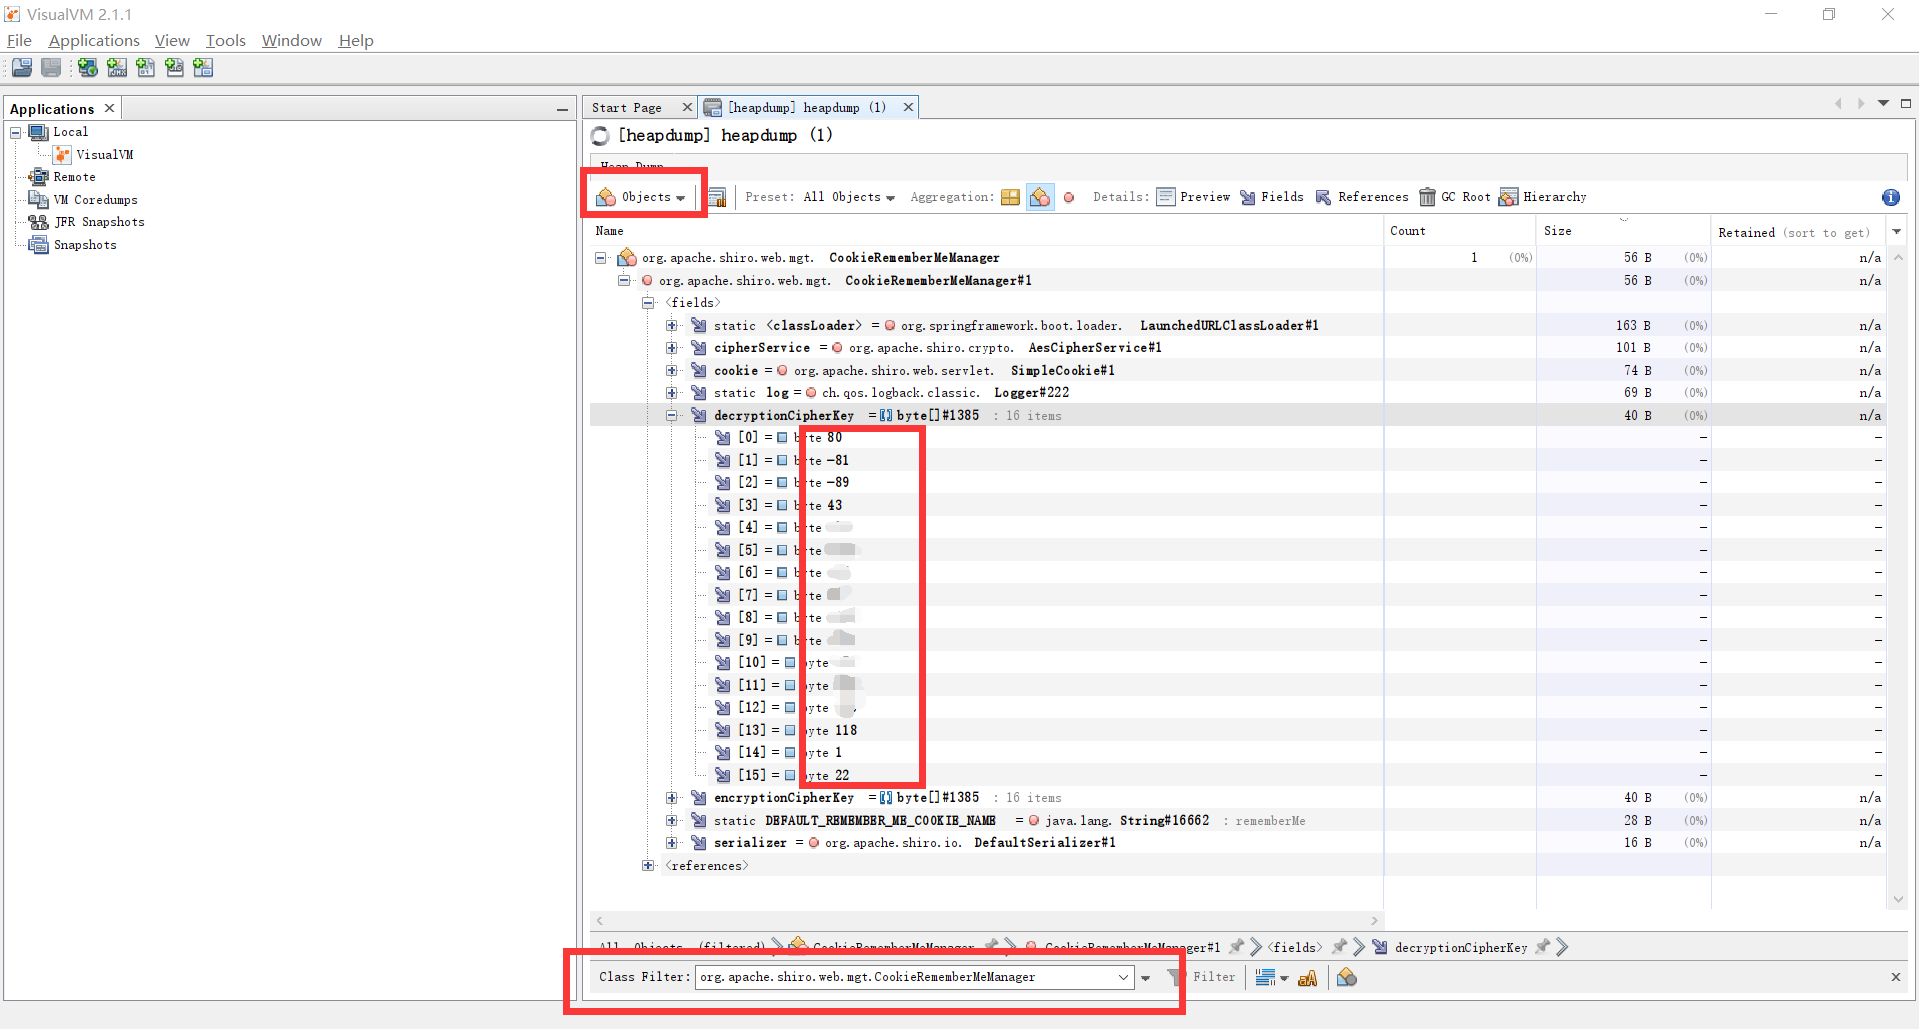 VisualVM 2.1.1
File Applications View Tools Window Help
Applications
Local
VisualVM
Remote
VM Coredumps
JFR Snapshots
Snapshots
Start Page [heapdump] heapdump (1)
[heapdump] heapdump (1)
Heap Dump
Objects Preset: All Objects Aggregation: Details: Preview Fields References GC Root Hierarchy
Name Count Size Retained (sort to get)
org.apache.shiro.web.mgt. CookieRememberMeManager 1 (0%) 56 B (0%) n/a
org.apache.shiro.web.mgt. CookieRememberMeManager#1 56 B (0%) n/a
<fields>
static <classLoader> = org.springframework.boot.loader. LaunchedURLClassLoader#1 163 B (0%) n/a
cipherService = org.apache.shiro.crypto. AesCipherService#1 101 B (0%) n/a
cookie = org.apache.shiro.web.servlet. SimpleCookie#1 74 B (0%) n/a
static log = ch.qos.logback.classic. Logger#222 69 B (0%) n/a
decryptionCipherKey = byte[]#1385 : 16 items 40 B (0%) n/a
[0] = byte 80 - -
[1] = byte -81 - -
[2] = byte -89 - -
[3] = byte 43 - -
[4] = byte - -
[5] = byte - -
[6] = byte - -
[7] = byte - -
[8] = byte - -
[9] = byte - -
[10] = byte - -
[11] = byte - -
[12] = byte - -
[13] = byte 118 - -
[14] = byte 1 - -
[15] = byte 22 - -
encryptionCipherKey = byte[]#1385 : 16 items 40 B (0%) n/a
static DEFAULT_REMEMBER_ME_COOKIE_NAME = java.lang. String#16662 : rememberMe 28 B (0%) n/a
serializer = org.apache.shiro.io. DefaultSerializer#1 16 B (0%) n/a
<references>
All Objects (filtered) CookieRememberMeManager CookieRememberMeManager#1 <fields> decryptionCipherKey
Class Filter: org.apache.shiro.web.mgt.CookieRememberMeManager Filter